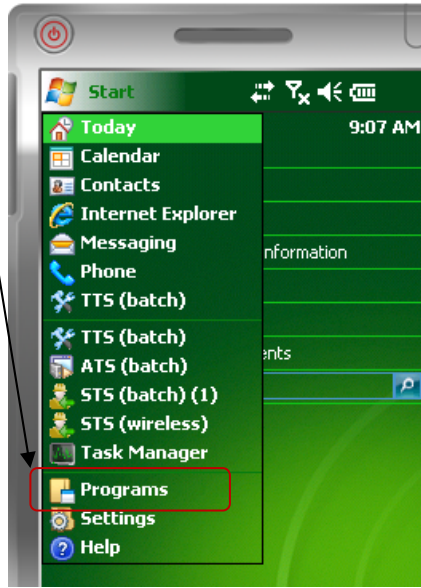 Start
Today
9:07 AM
Calendar
Contacts
Internet Explorer
Messaging
nformation
Phone
TTS (batch)
TTS (batch)
ents
ATS (batch)
STS (batch) (1)
STS (wireless)
Task Manager
Programs
Settings
Help